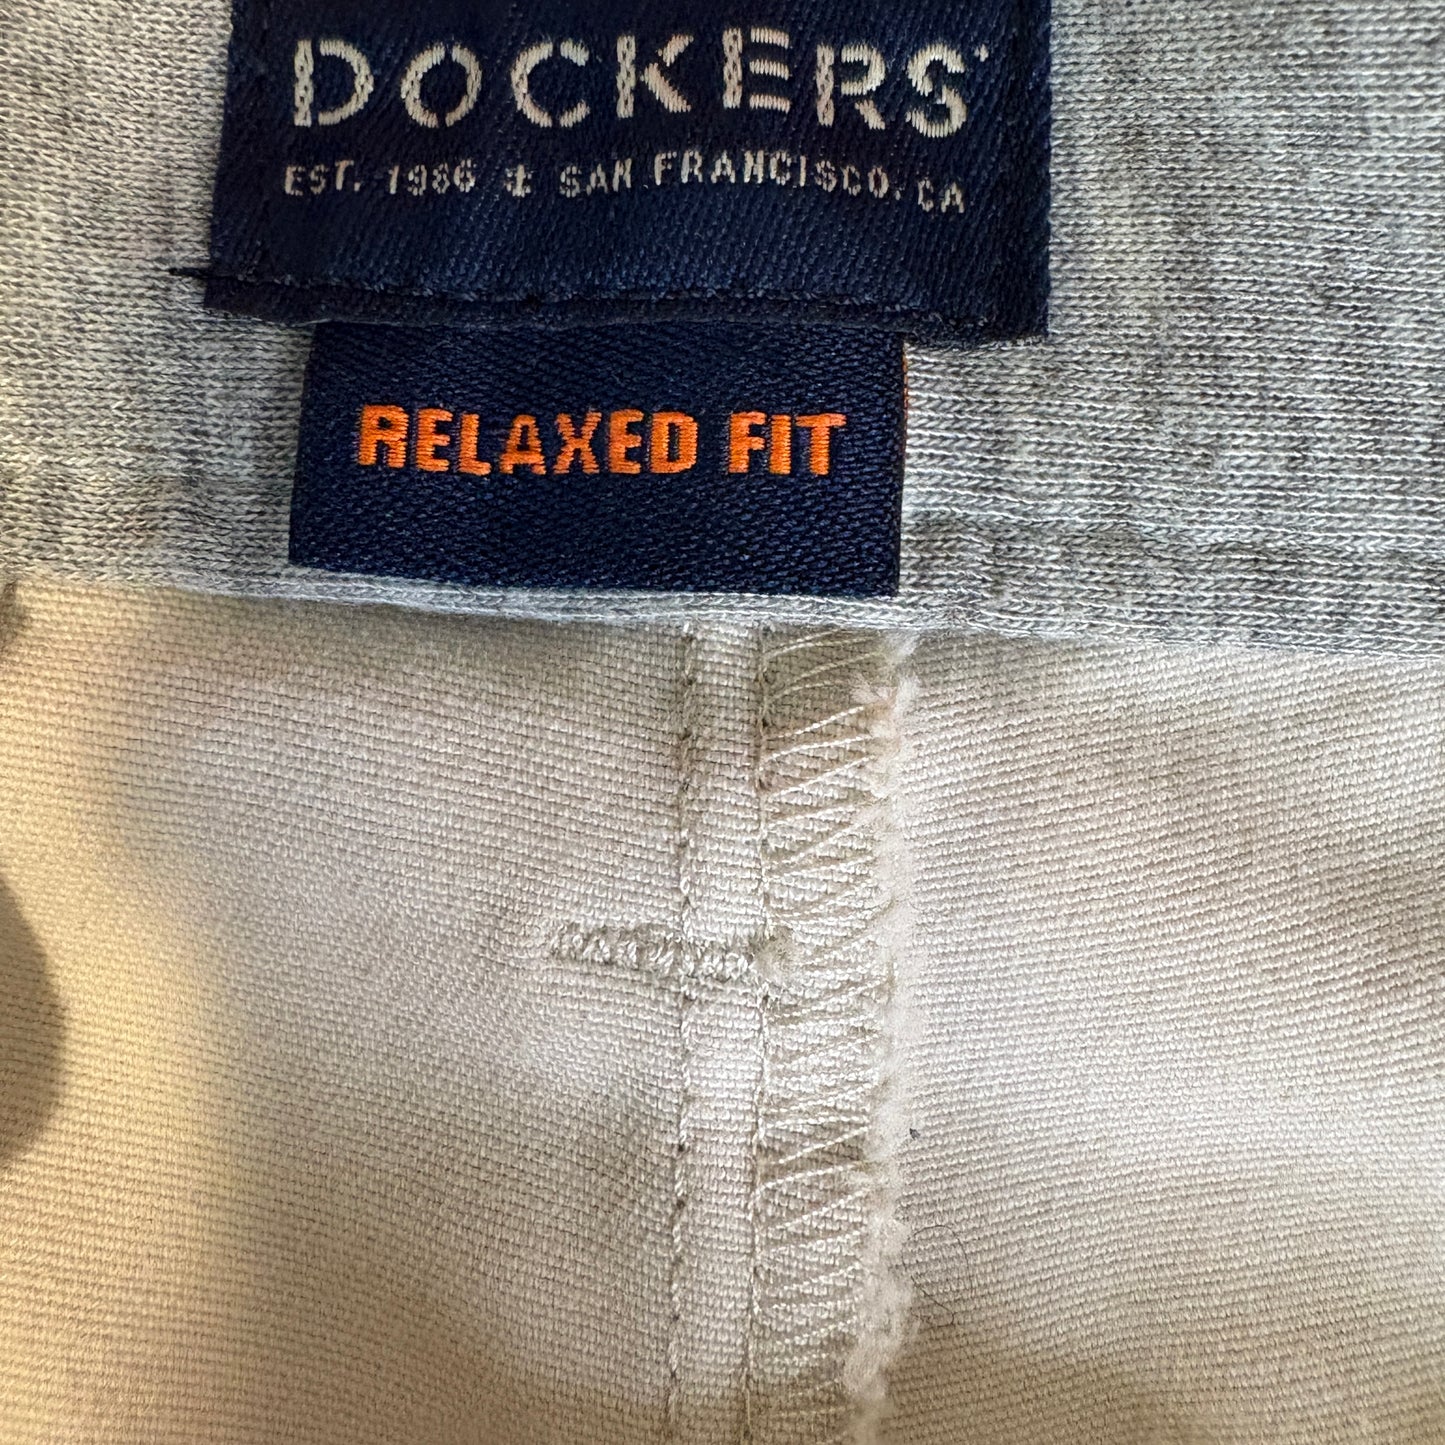 DOCKERS
EST. 1986 SAN FRANCISCO, CA
RELAXED FIT